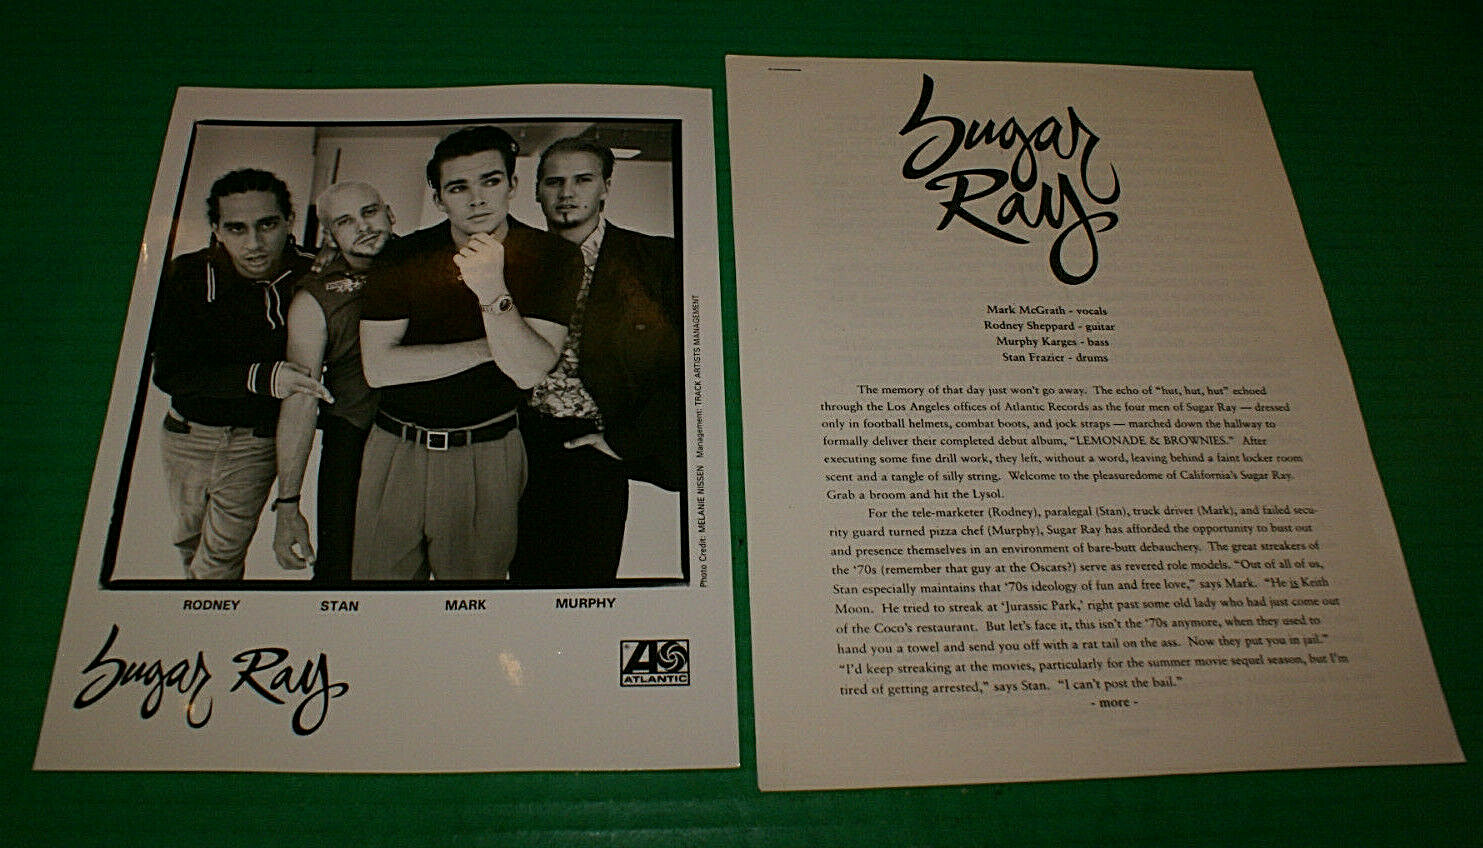 Photo Credit: MELANIE NISSEN   Management: TRACK ARTISTS MANAGEMENT
RODNEY   STAN   MARK   MURPHY
Sugar Ray
ATLANTIC
Sugar
Ray
Mark McGrath - vocals
Rodney Sheppard - guitar
Murphy Karges - bass
Stan Frazier - drums
The memory of that day just won't go away.  The echo of "hut, hut, hut" echoed
through the Los Angeles offices of Atlantic Records as the four men of Sugar Ray — dressed
only in football helmets, combat boots, and jock straps — marched down the hallway to
formally deliver their completed debut album, "LEMONADE & BROWNIES."  After
executing some fine drill work, they left, without a word, leaving behind a faint locker room
scent and a tangle of silly string.  Welcome to the pleasuredome of California's Sugar Ray.
Grab a broom and hit the Lysol.
For the tele-marketer (Rodney), paralegal (Stan), truck driver (Mark), and failed secu-
rity guard turned pizza chef (Murphy), Sugar Ray has afforded the opportunity to bust out
and presence themselves in an environment of bare-butt debauchery.  The great streakers of
the '70s (remember that guy at the Oscars?) serve as revered role models.  "Out of all of us,
Stan especially maintains that '70s ideology of fun and free love," says Mark.  "He is Keith
Moon.  He tried to streak at 'Jurassic Park,' right past some old lady who had just come out
of the Coco's restaurant.  But let's face it, this isn't the '70s anymore, when they used to
hand you a towel and send you off with a rat tail on the ass.  Now they put you in jail."
"I'd keep streaking at the movies, particularly for the summer movie sequel season, but I'm
tired of getting arrested," says Stan.  "I can't post the bail."
- more -